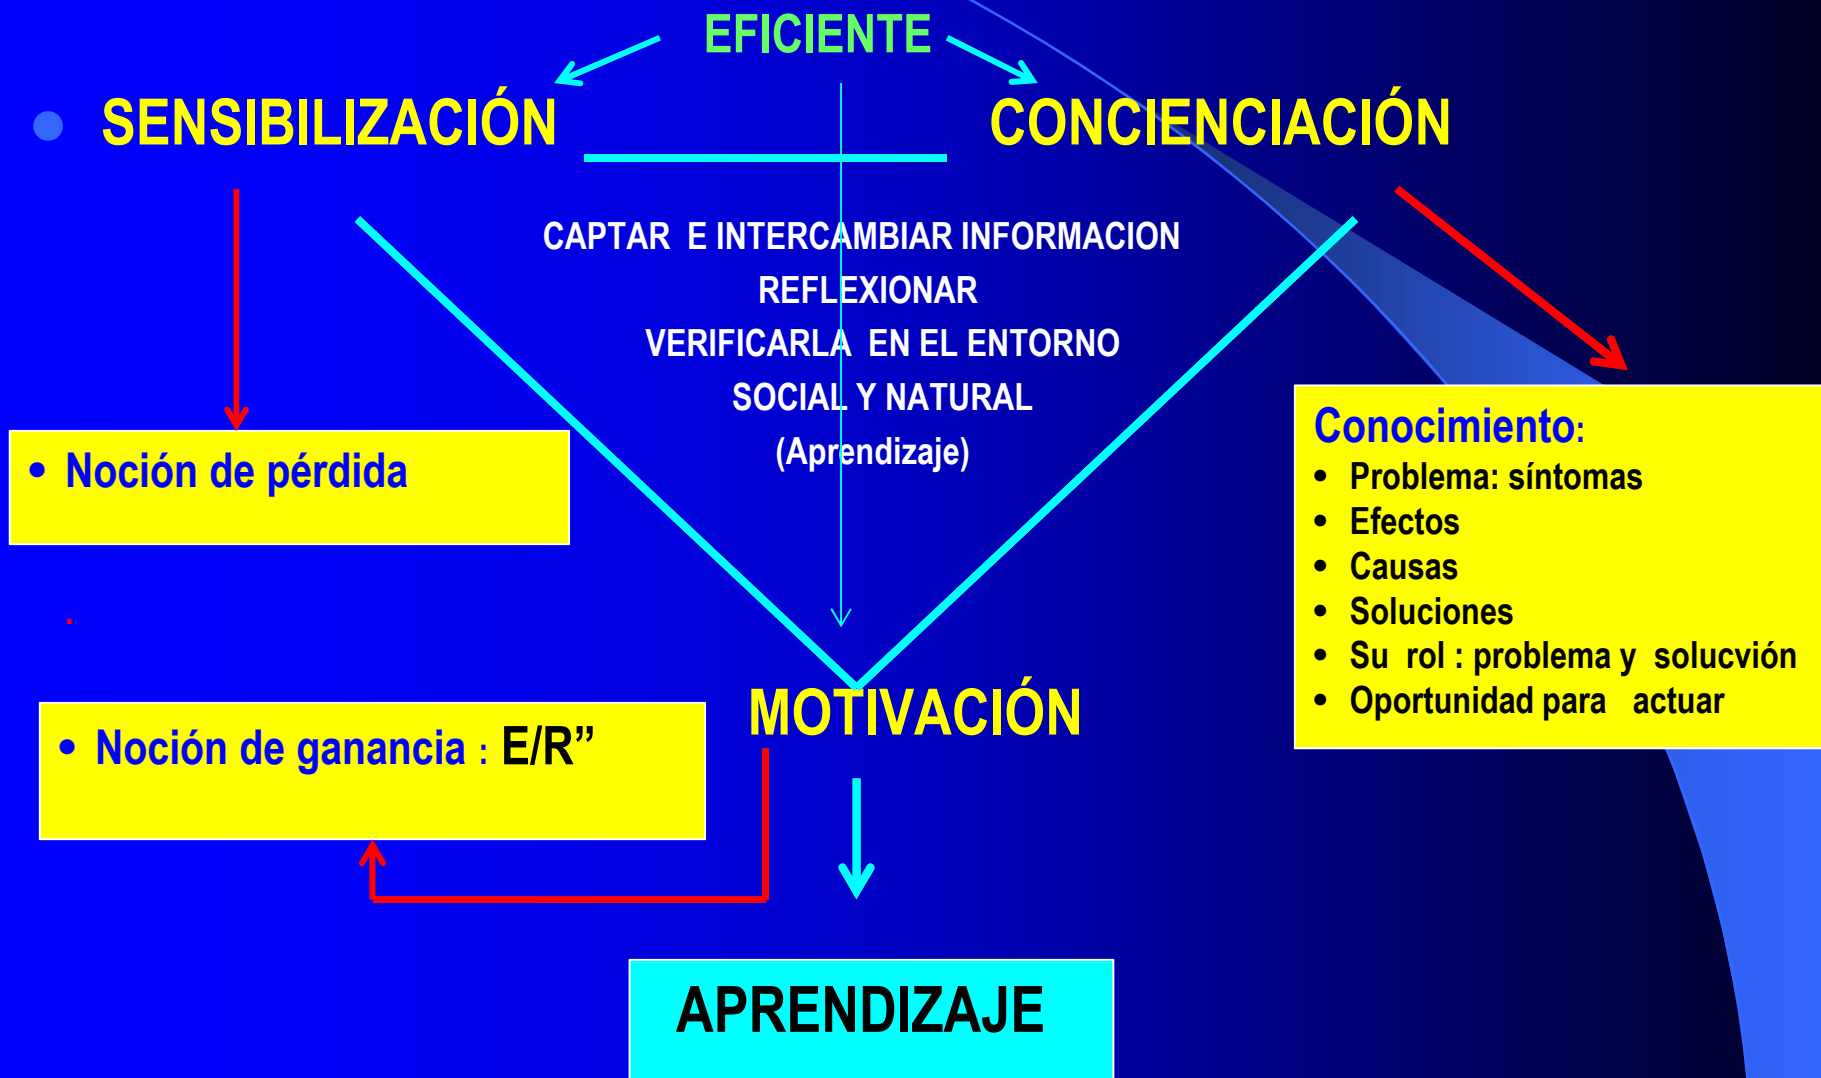 EFICIENTE
SENSIBILIZACIÓN
CONCIENCIACIÓN
CAPTAR E INTERCAMBIAR INFORMACION
REFLEXIONAR
VERIFICARLA EN EL ENTORNO
SOCIAL Y NATURAL
(Aprendizaje)
• Noción de pérdida
.
Conocimiento:
• Problema: síntomas
• Efectos
• Causas
• Soluciones
• Su rol : problema y solucvión
• Oportunidad para actuar
MOTIVACIÓN
• Noción de ganancia : E/R”
APRENDIZAJE